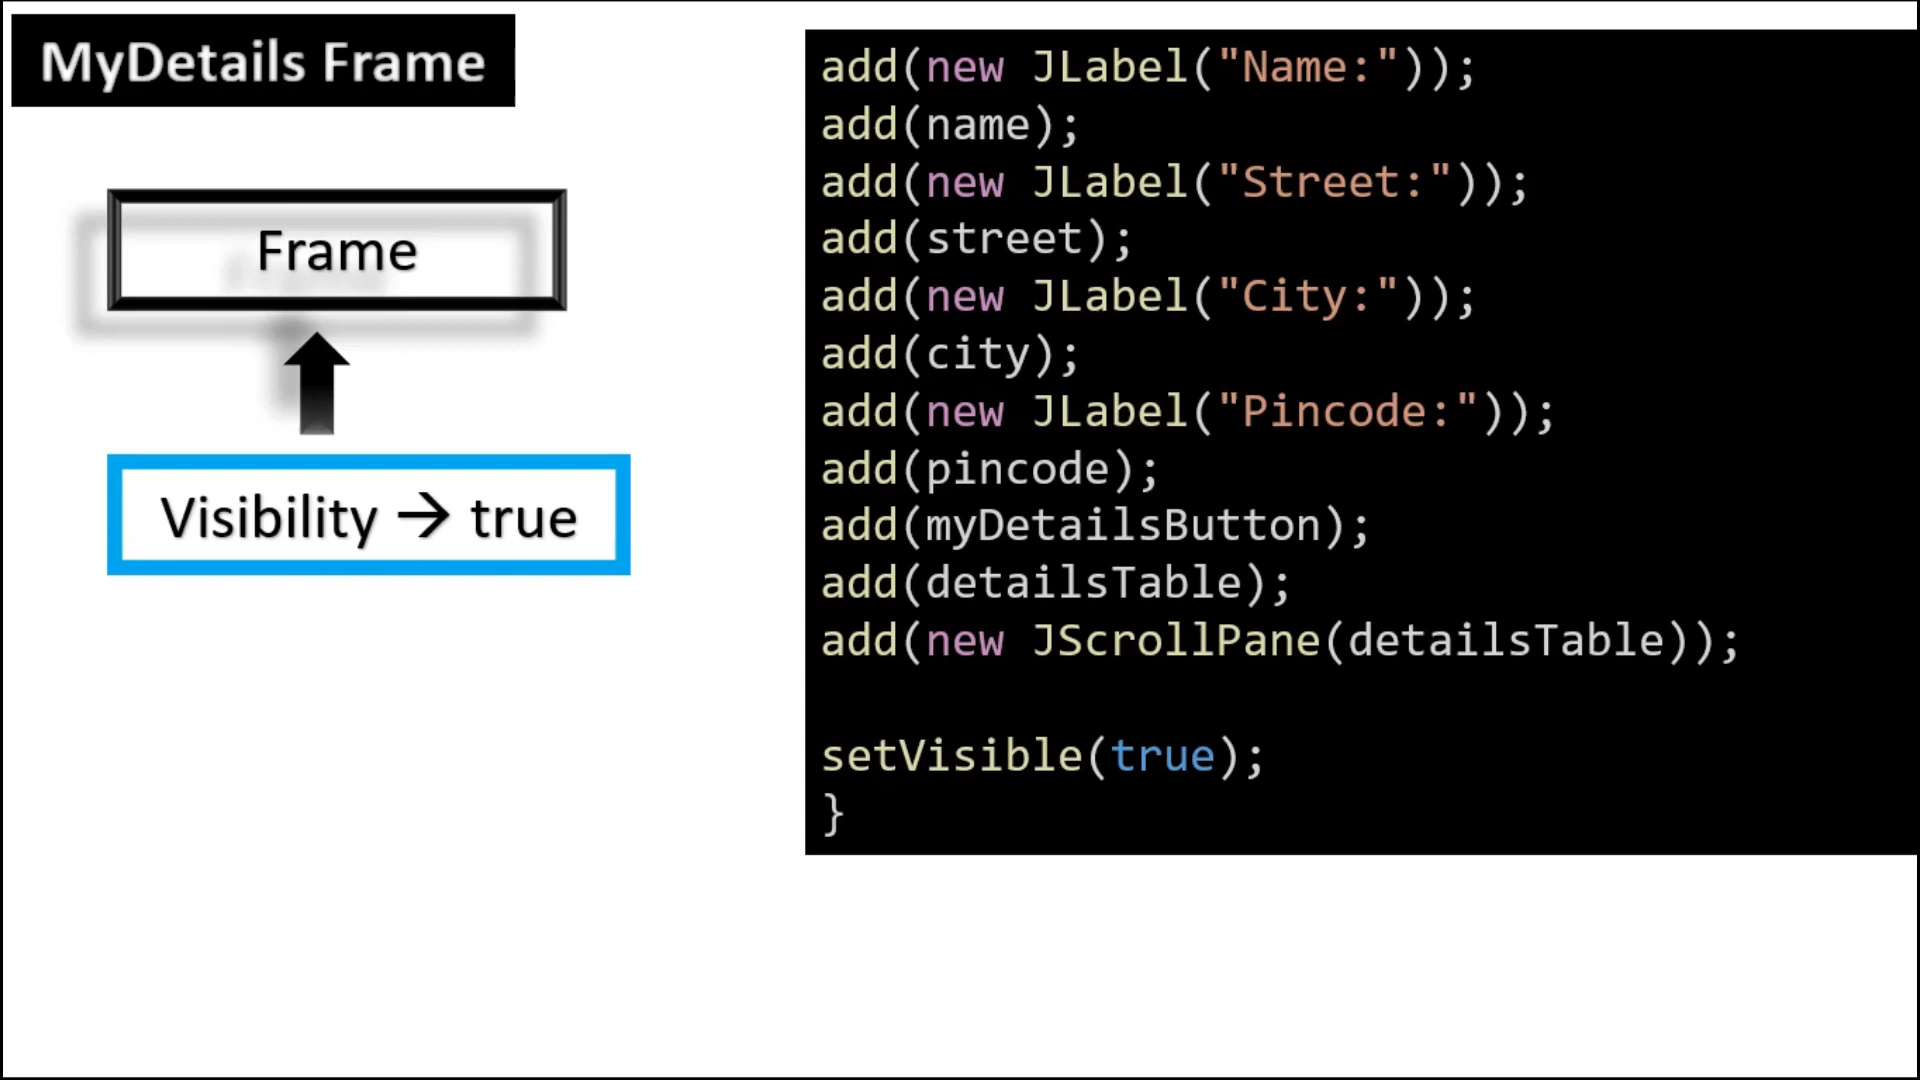 MyDetails Frame
Frame
Visibility → true
add(new JLabel("Name:"));
add(name);
add(new JLabel("Street:"));
add(street);
add(new JLabel("City:"));
add(city);
add(new JLabel("Pincode:"));
add(pincode);
add(myDetailsButton);
add(detailsTable);
add(new JScrollPane(detailsTable));
setVisible(true);
}